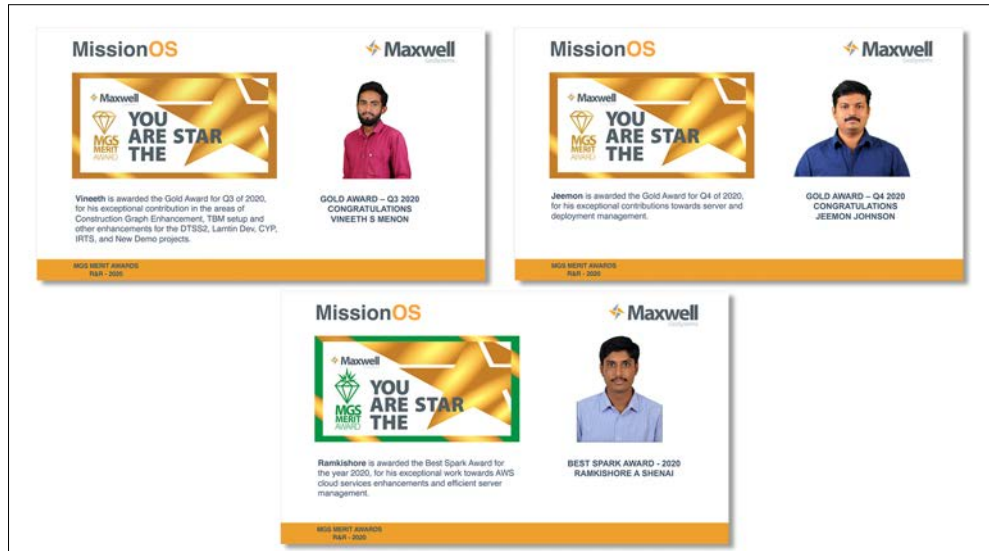 MissionOS
Maxwell
GeoSystems
Maxwell
MGS
MERIT
AWARD
YOU
ARE STAR
THE
Vineeth is awarded the Gold Award for Q3 of 2020,
for his exceptional contribution in the areas of
Construction Graph Enhancement, TBM setup and
other enhancements for the DTSS2, Lamtin Dev, CYP,
IRTS, and New Demo projects.
GOLD AWARD – Q3 2020
CONGRATULATIONS
VINEETH S MENON
MGS MERIT AWARDS
R&R - 2020
MissionOS
Maxwell
GeoSystems
Maxwell
MGS
MERIT
AWARD
YOU
ARE STAR
THE
Jeemon is awarded the Gold Award for Q4 of 2020,
for his exceptional contributions towards server and
deployment management.
GOLD AWARD – Q4 2020
CONGRATULATIONS
JEEMON JOHNSON
MGS MERIT AWARDS
R&R - 2020
MissionOS
Maxwell
GeoSystems
Maxwell
MGS
MERIT
AWARD
YOU
ARE STAR
THE
Ramkishore is awarded the Best Spark Award for
the year 2020, for his exceptional work towards AWS
cloud services enhancements and efficient server
management.
BEST SPARK AWARD - 2020
RAMKISHORE A SHENAI
MGS MERIT AWARDS
R&R - 2020